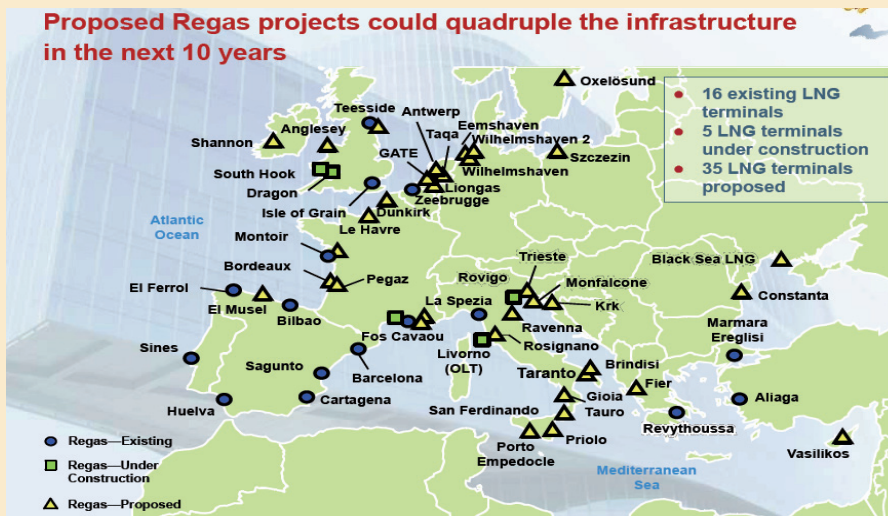 Proposed Regas projects could quadruple the infrastructure
in the next 10 years
• 16 existing LNG
terminals
• 5 LNG terminals
under construction
• 35 LNG terminals
proposed
Oxelösund
Teesside
Antwerp
Taqa
Eemshaven
Wilhelmshaven 2
Anglesey
Shannon
GATE
Wilhelmshaven
Szczezin
South Hook
Dragon
Liongas
Zeebrugge
Isle of Grain
Dunkirk
Le Havre
Atlantic
Ocean
Montoir
Bordeaux
Pegaz
Trieste
Rovigo
Monfalcone
Black Sea LNG
El Ferrol
El Musel
Bilbao
La Spezia
Krk
Constanta
Fos Cavaou
Ravenna
Rosignano
Marmara
Ereglisi
Sines
Livorno
(OLT)
Sagunto
Barcelona
Taranto
Brindisi
Fier
Huelva
Cartagena
Gioia
Tauro
Aliaga
San Ferdinando
Revythoussa
Porto
Empedocle
Priolo
Vasilikos
Mediterranean
Sea
Regas—Existing
Regas—Under
Construction
Regas—Proposed